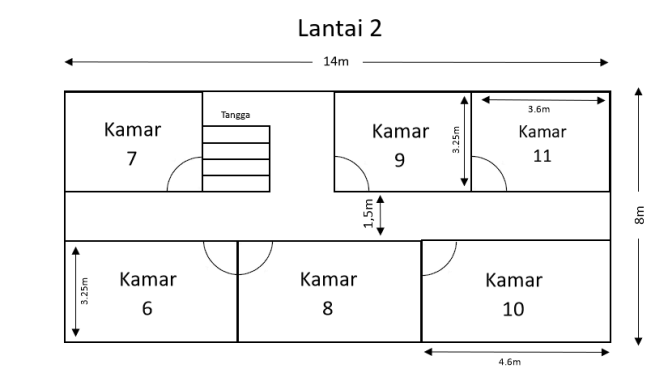 Lantai 2
14m
Kamar
7
Tangga
Kamar
9
3.25m
3.6m
Kamar
11
1,5m
8m
3.25m
Kamar
6
Kamar
8
Kamar
10
4.6m